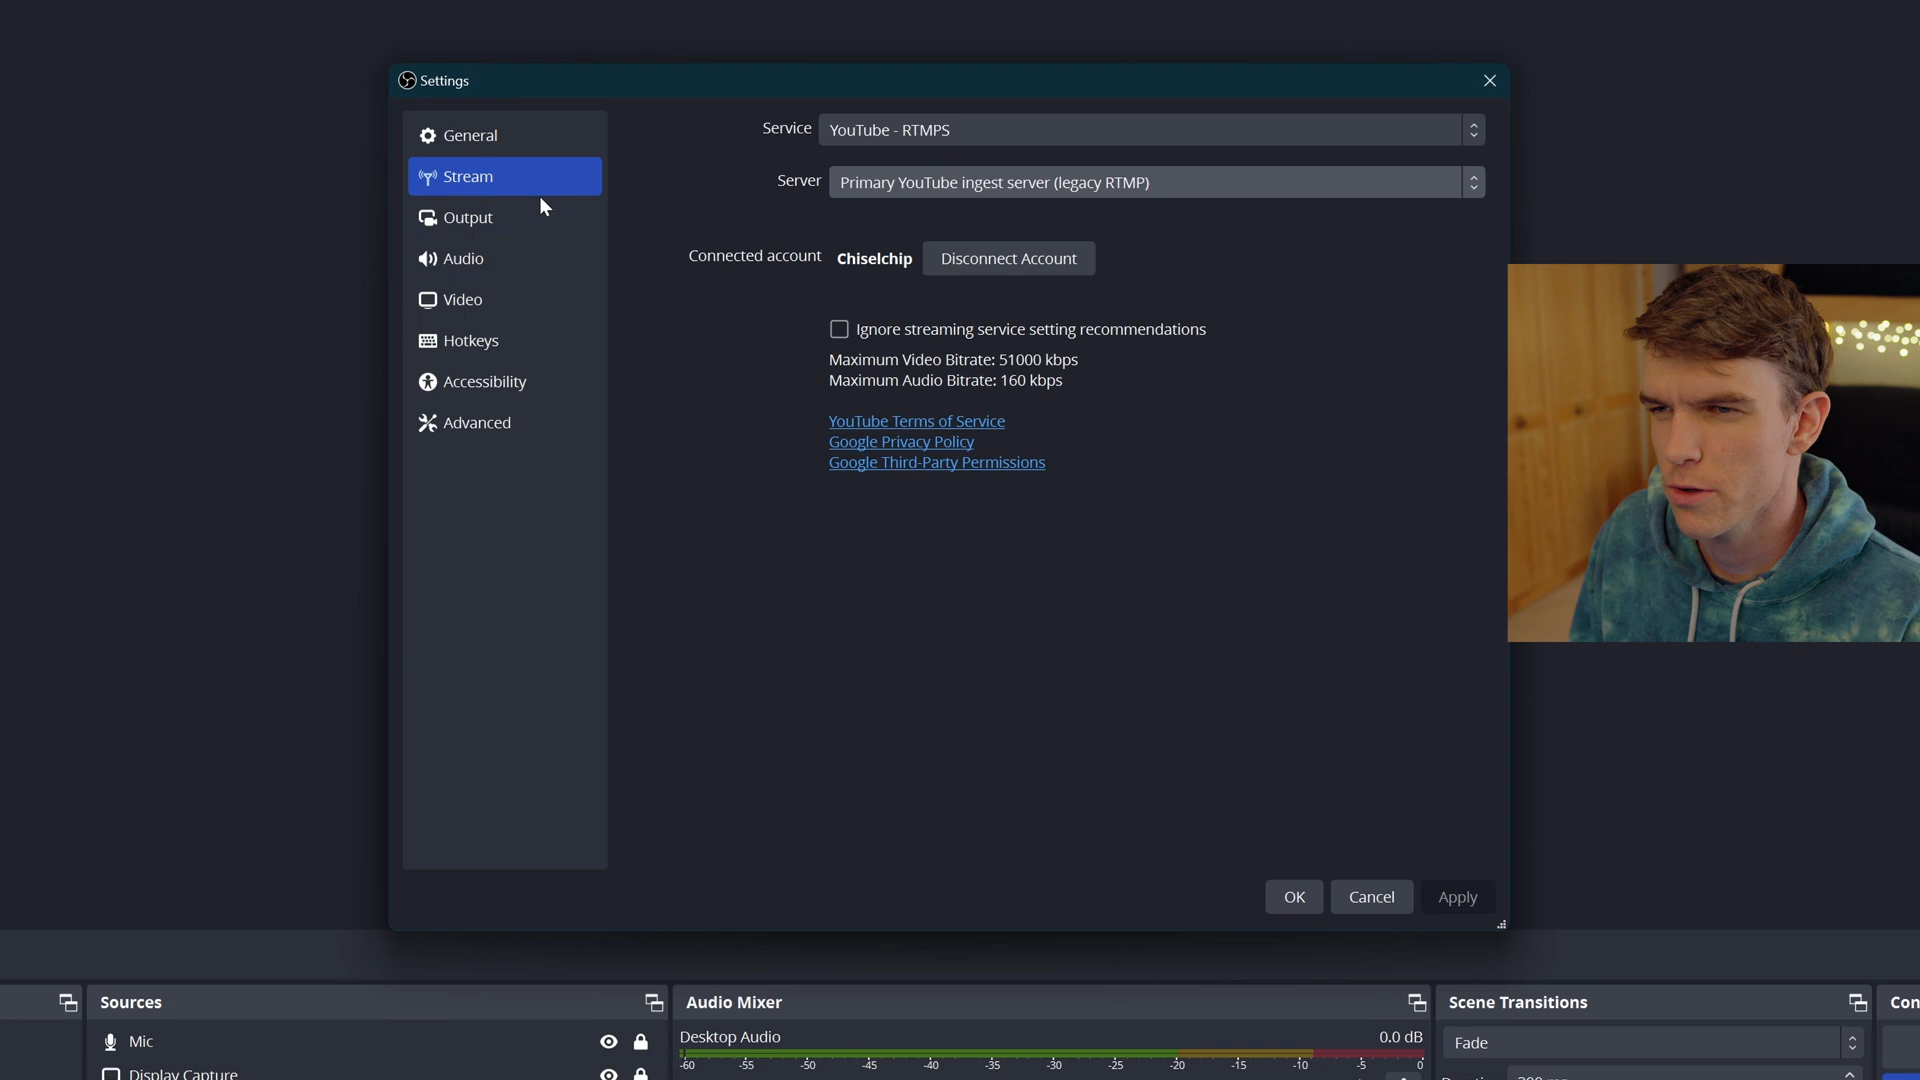 Settings
General
Stream
Output
Audio
Video
Hotkeys
Accessibility
Advanced
Service YouTube - RTMPS
Server Primary YouTube ingest server (legacy RTMP)
Connected account Chiselchip Disconnect Account
Ignore streaming service setting recommendations
Maximum Video Bitrate: 51000 kbps
Maximum Audio Bitrate: 160 kbps
YouTube Terms of Service
Google Privacy Policy
Google Third-Party Permissions
OK Cancel Apply
Sources
Mic
Display Capture
Audio Mixer
Desktop Audio 0.0 dB
-60 -55 -50 -45 -40 -35 -30 -25 -20 -15 -10 -5 0
Scene Transitions
Fade
Con